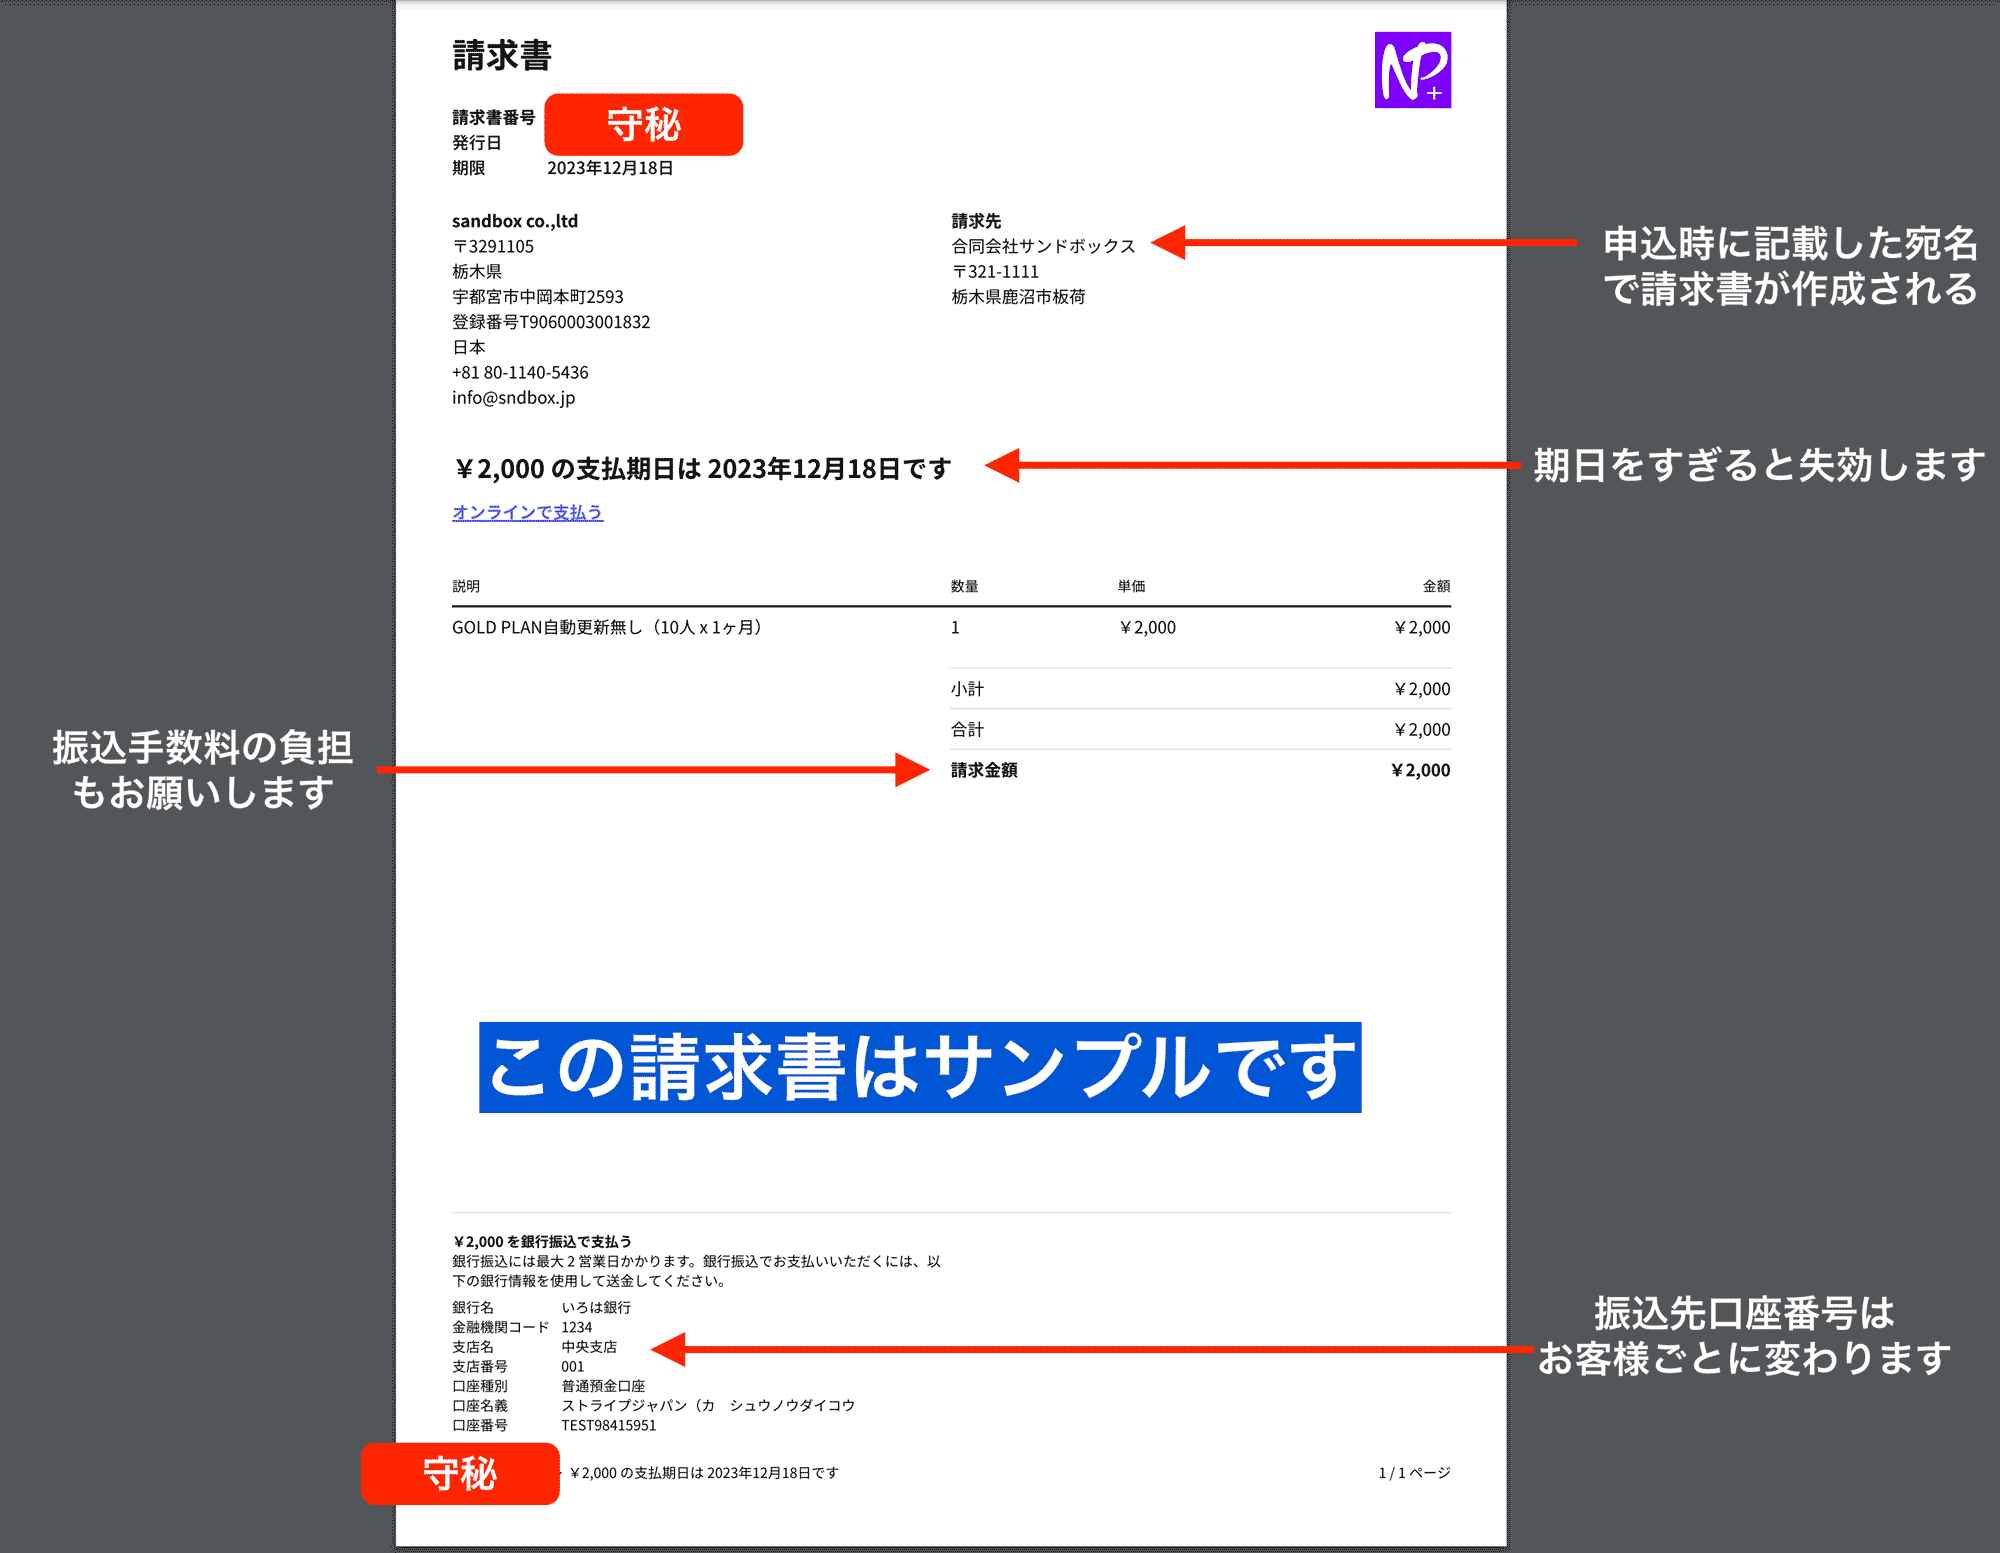 請求書
NP+
請求書番号
守秘
発行日
期限 2023年12月18日
sandbox co.,ltd
〒3291105
栃木県
宇都宮市中岡本町2593
登録番号T9060003001832
日本
+81 80-1140-5436
info@sndbox.jp
請求先
合同会社サンドボックス
〒321-1111
栃木県鹿沼市板荷
申込時に記載した宛名
で請求書が作成される
¥2,000 の支払期日は 2023年12月18日です
期日をすぎると失効します
オンラインで支払う
説明 数量 単価 金額
GOLD PLAN自動更新無し（10人 x 1ヶ月） 1 ¥2,000 ¥2,000
小計 ¥2,000
合計 ¥2,000
請求金額 ¥2,000
振込手数料の負担
もお願いします
この請求書はサンプルです
¥2,000 を銀行振込で支払う
銀行振込には最大 2 営業日かかります。銀行振込でお支払いいただくには、以
下の銀行情報を使用して送金してください。
銀行名 いろは銀行
金融機関コード 1234
支店名 中央支店
支店番号 001
口座種別 普通預金口座
口座名義 ストライプジャパン（カ　シュウノウダイコウ
口座番号 TEST98415951
振込先口座番号は
お客様ごとに変わります
守秘
· ¥2,000 の支払期日は 2023年12月18日です
1 / 1 ページ